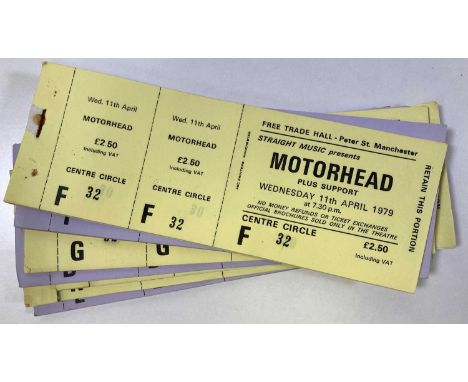 Wed. 11th April
MOTORHEAD
£2.50
Including VAT
CENTRE CIRCLE
F 32
Wed. 11th April
MOTORHEAD
£2.50
Including VAT
CENTRE CIRCLE
F 32
FREE TRADE HALL - Peter St. Manchester
STRAIGHT MUSIC presents
MOTORHEAD
PLUS SUPPORT
WEDNESDAY 11th APRIL 1979
at 7.30 p.m.
NO MONEY REFUNDS OR TICKET EXCHANGES
OFFICIAL BROCHURES SOLD ONLY IN THE THEATRE
CENTRE CIRCLE
£2.50
F 32
Including VAT
RETAIN THIS PORTION
G
G